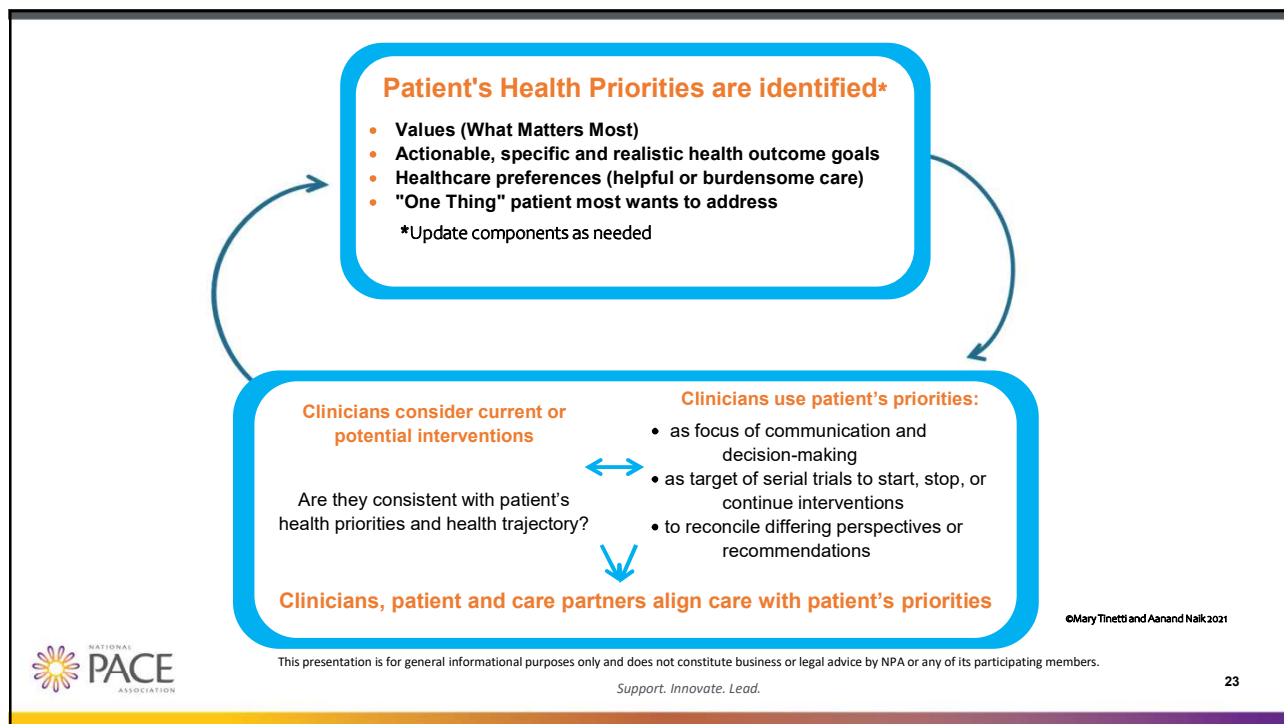 Patient's Health Priorities are identified*
• Values (What Matters Most)
• Actionable, specific and realistic health outcome goals
• Healthcare preferences (helpful or burdensome care)
• "One Thing" patient most wants to address
*Update components as needed
Clinicians consider current or
potential interventions
Are they consistent with patient’s
health priorities and health trajectory?
Clinicians use patient’s priorities:
• as focus of communication and
decision-making
• as target of serial trials to start, stop, or
continue interventions
• to reconcile differing perspectives or
recommendations
Clinicians, patient and care partners align care with patient’s priorities
©Mary Tinetti and Aanand Naik 2021
NATIONAL
PACE
ASSOCIATION
This presentation is for general informational purposes only and does not constitute business or legal advice by NPA or any of its participating members.
Support. Innovate. Lead.
23